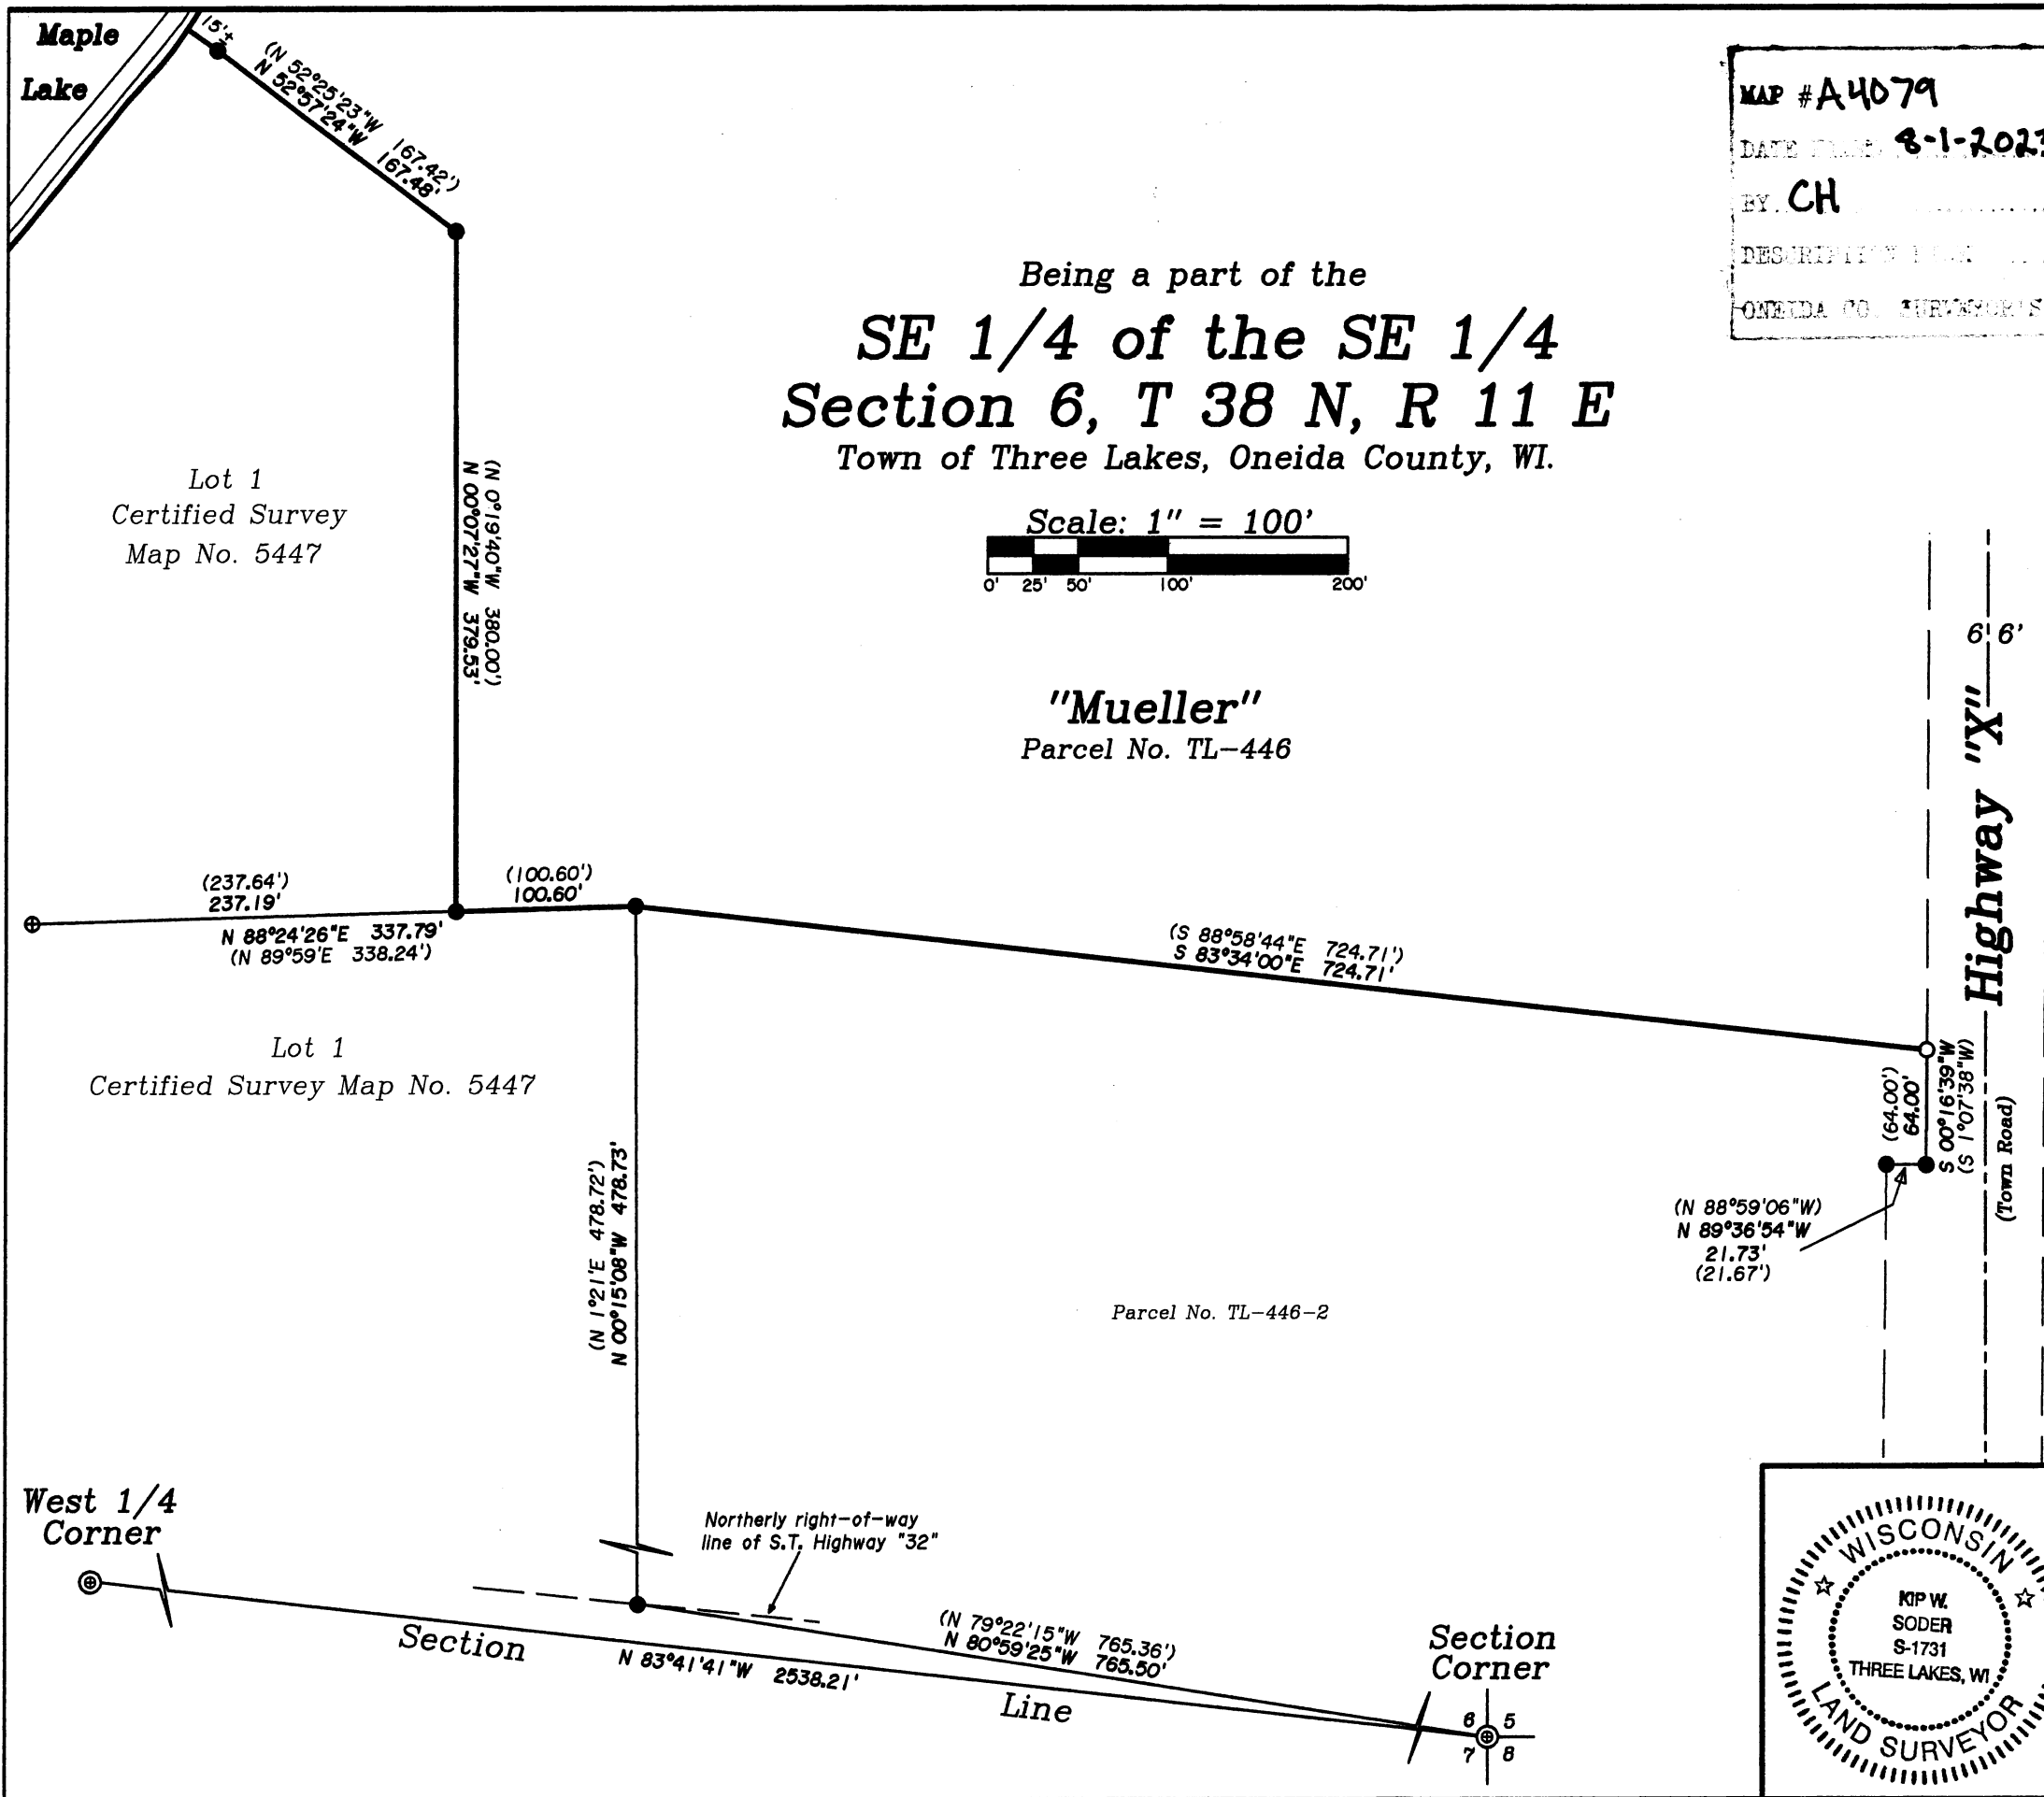 Maple
Lake
15'±
(N 52°25'23"W 167.42')
N 52°57'24"W 167.48'
MAP #A4079
DATE 8-1-202
BY CH
ONEIDA CO. SURVEYOR'S
Being a part of the
SE 1/4 of the SE 1/4
Section 6, T 38 N, R 11 E
Town of Three Lakes, Oneida County, WI.
Scale: 1" = 100'
0' 25' 50' 100' 200'
Lot 1
Certified Survey
Map No. 5447
(N 0°19'40"W 380.00')
N 00°07'27"W 379.53'
"Mueller"
Parcel No. TL-446
66'
Highway "X"
(Town Road)
(237.64')
237.19'
(100.60')
100.60'
N 88°24'26"E 337.79'
(N 89°59'E 338.24')
(S 88°58'44"E 724.71')
S 83°34'00"E 724.71'
Lot 1
Certified Survey Map No. 5447
(64.00')
64.00'
S 00°16'39"W
(S 1°07'38"W)
(N 1°21'E 478.72')
N 00°15'08"W 478.73'
(N 88°59'06"W)
N 89°36'54"W
21.73'
(21.67')
Parcel No. TL-446-2
West 1/4
Corner
Northerly right-of-way
line of S.T. Highway "32"
(N 79°22'15"W 765.36')
N 80°59'25"W 765.50'
Section
N 83°41'41"W 2538.21'
Line
Section
Corner
6 5
7 8
WISCONSIN
KIP W.
SODER
S-1731
THREE LAKES, WI
LAND SURVEYOR